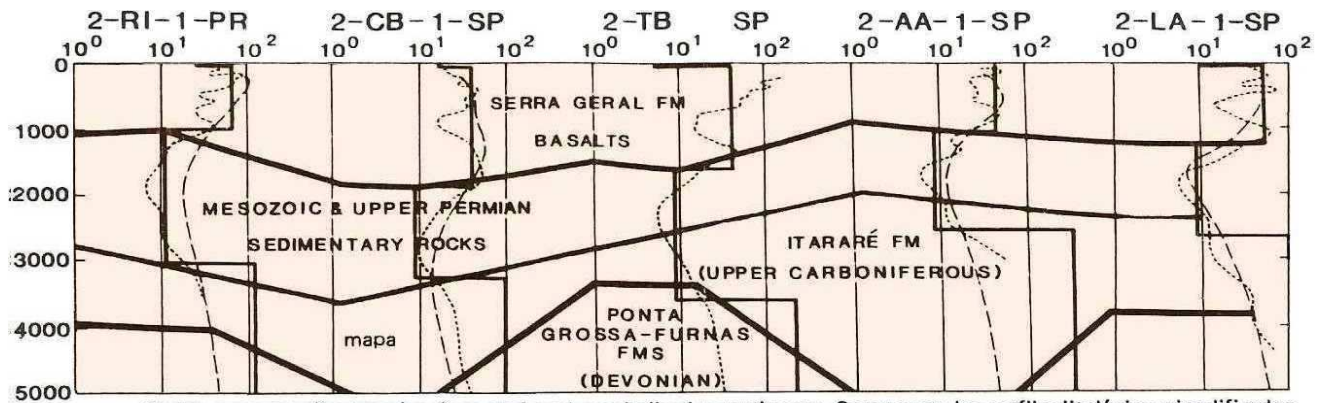 2-RI-1-PR 2-CB-1-SP 2-TB SP 2-AA-1-SP 2-LA-1-SP
10⁰ 10¹ 10² 10⁰ 10¹ 10² 10⁰ 10¹ 10² 10⁰ 10¹ 10² 10⁰ 10¹ 10²
0
SERRA GERAL FM
BASALTS
1000
2000
MESOZOIC & UPPER PERMIAN
SEDIMENTARY ROCKS
3000
ITARARÉ FM
(UPPER CARBONIFEROUS)
4000
mapa
PONTA
GROSSA-FURNAS
FMS
(DEVONIAN)
5000